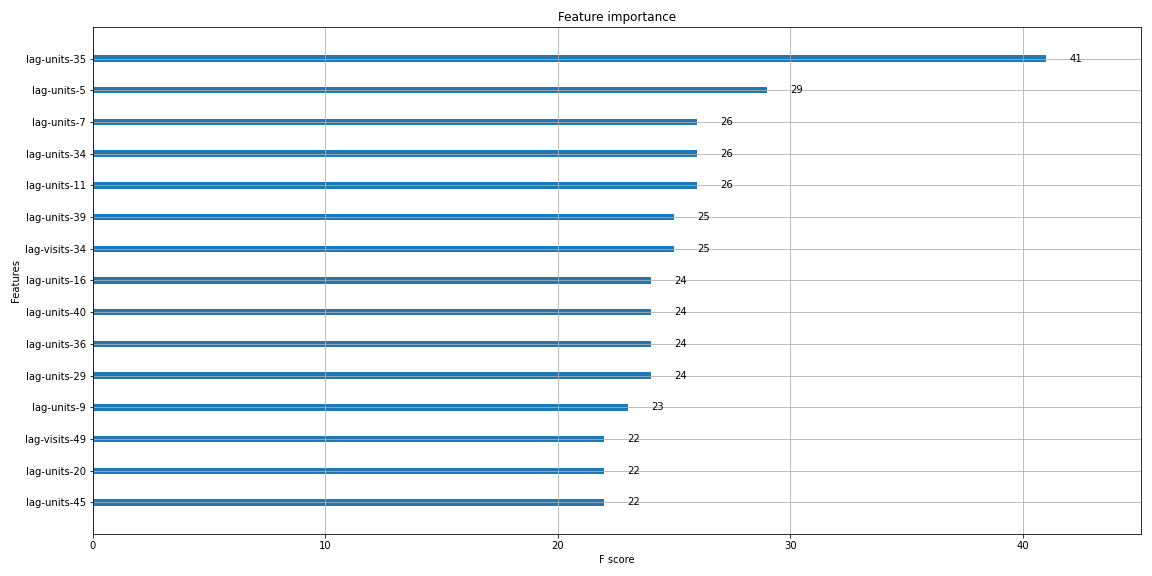 Feature importance
lag-units-35 41
lag-units-5 29
lag-units-7 26
lag-units-34 26
lag-units-11 26
lag-units-39 25
lag-visits-34 25
lag-units-16 24
lag-units-40 24
lag-units-36 24
lag-units-29 24
lag-units-9 23
lag-visits-49 22
lag-units-20 22
lag-units-45 22
Features
0 10 20 30 40
F score